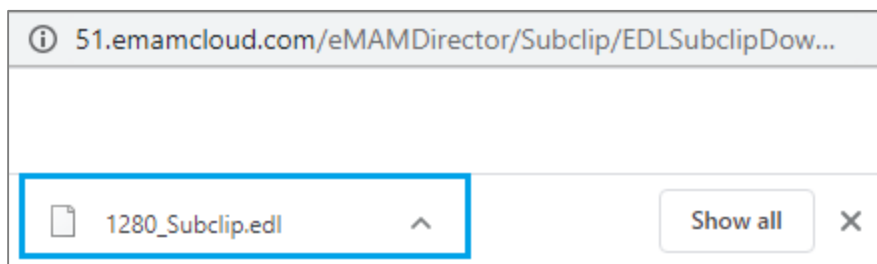 51.emamcloud.com/eMAMDirector/Subclip/EDLSubclipDow...
1280_Subclip.edl Show all